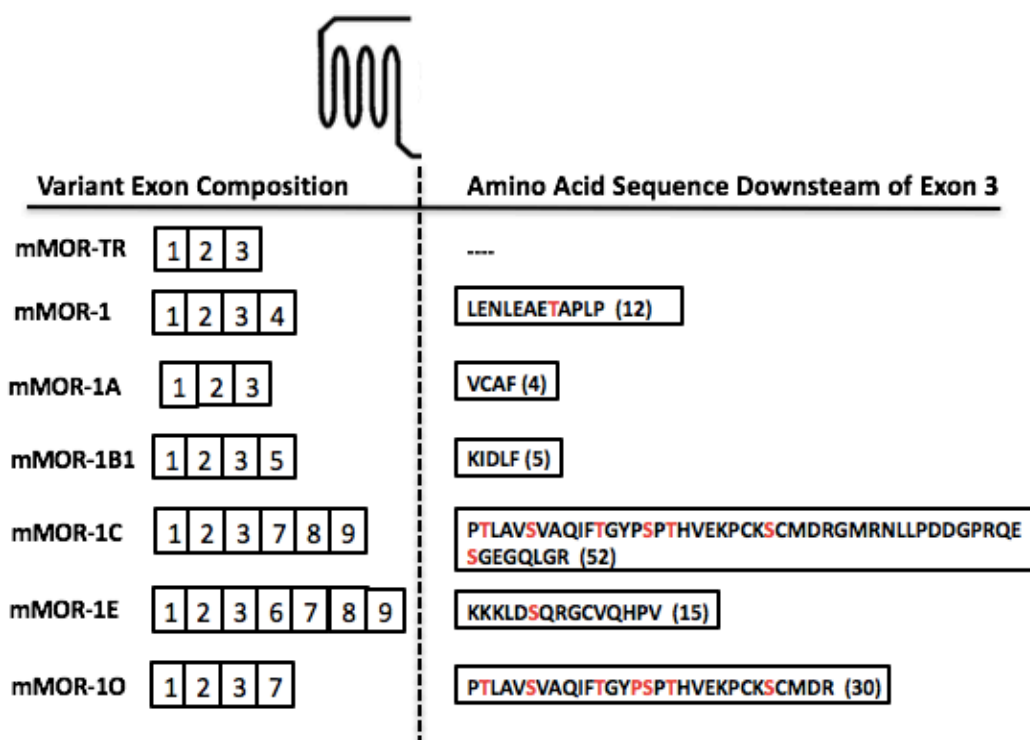 Variant Exon Composition Amino Acid Sequence Downsteam of Exon 3
mMOR-TR 1 2 3 ----
mMOR-1 1 2 3 4 LENLEAETAPLP (12)
mMOR-1A 1 2 3 VCAF (4)
mMOR-1B1 1 2 3 5 KIDLF (5)
mMOR-1C 1 2 3 7 8 9 PTLAVSVAQIFTGYPSPTHVEKPCKSCMDRGMRNLLPDDGPRQE
SGEGQLGR (52)
mMOR-1E 1 2 3 6 7 8 9 KKKLDSQRGCVQHPV (15)
mMOR-1O 1 2 3 7 PTLAVSVAQIFTGYPSPTHVEKPCKSCMDR (30)